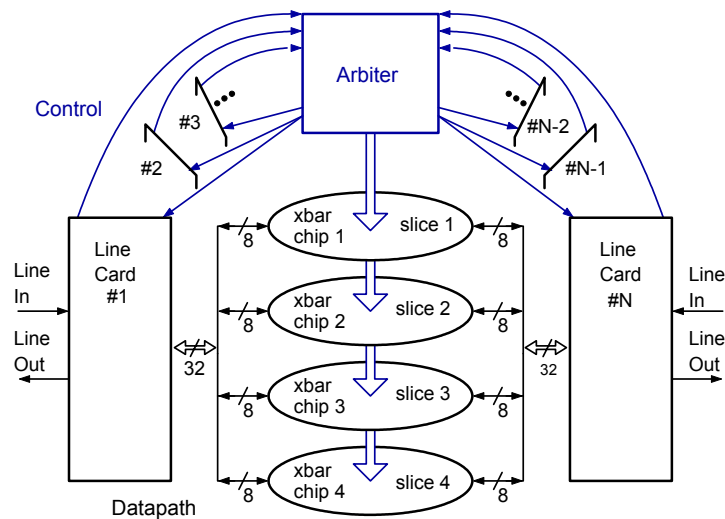 Arbiter
Control
#3
#2
#N-2
#N-1
Line
Card
#1
Line
In
Line
Out
32
8
xbar
chip 1
slice 1
8
8
xbar
chip 2
slice 2
8
8
xbar
chip 3
slice 3
8
8
xbar
chip 4
slice 4
8
32
Line
Card
#N
Line
In
Line
Out
Datapath